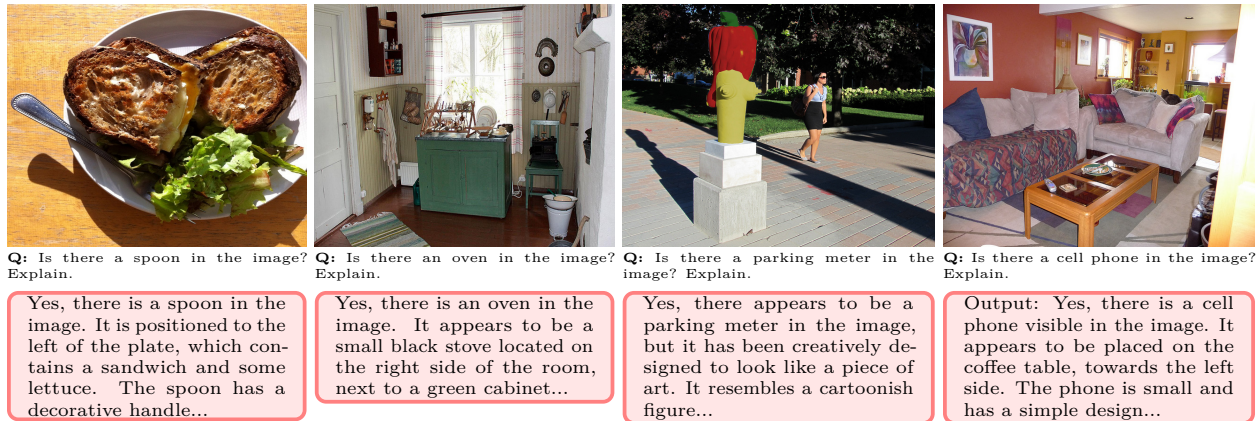 Q: Is there a spoon in the image?
Explain.
Yes, there is a spoon in the
image. It is positioned to the
left of the plate, which con-
tains a sandwich and some
lettuce. The spoon has a
decorative handle...
Q: Is there an oven in the image?
Explain.
Yes, there is an oven in the
image. It appears to be a
small black stove located on
the right side of the room,
next to a green cabinet...
Q: Is there a parking meter in the
image? Explain.
Yes, there appears to be a
parking meter in the image,
but it has been creatively de-
signed to look like a piece of
art. It resembles a cartoonish
figure...
Q: Is there a cell phone in the image?
Explain.
Output: Yes, there is a cell
phone visible in the image. It
appears to be placed on the
coffee table, towards the left
side. The phone is small and
has a simple design...